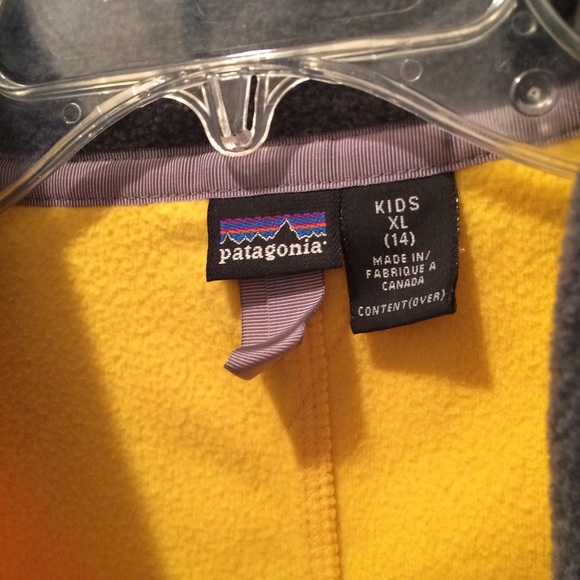 patagonia
KIDS
XL
(14)
MADE IN/
FABRIQUE A
CANADA
CONTENT(OVER)